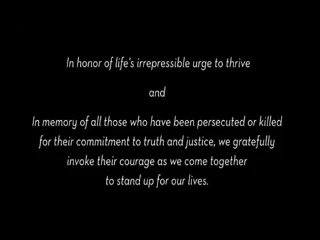 In honor of life's irrepressible urge to thrive
and
In memory of all those who have been persecuted or killed
for their commitment to truth and justice, we gratefully
invoke their courage as we come together
to stand up for our lives.